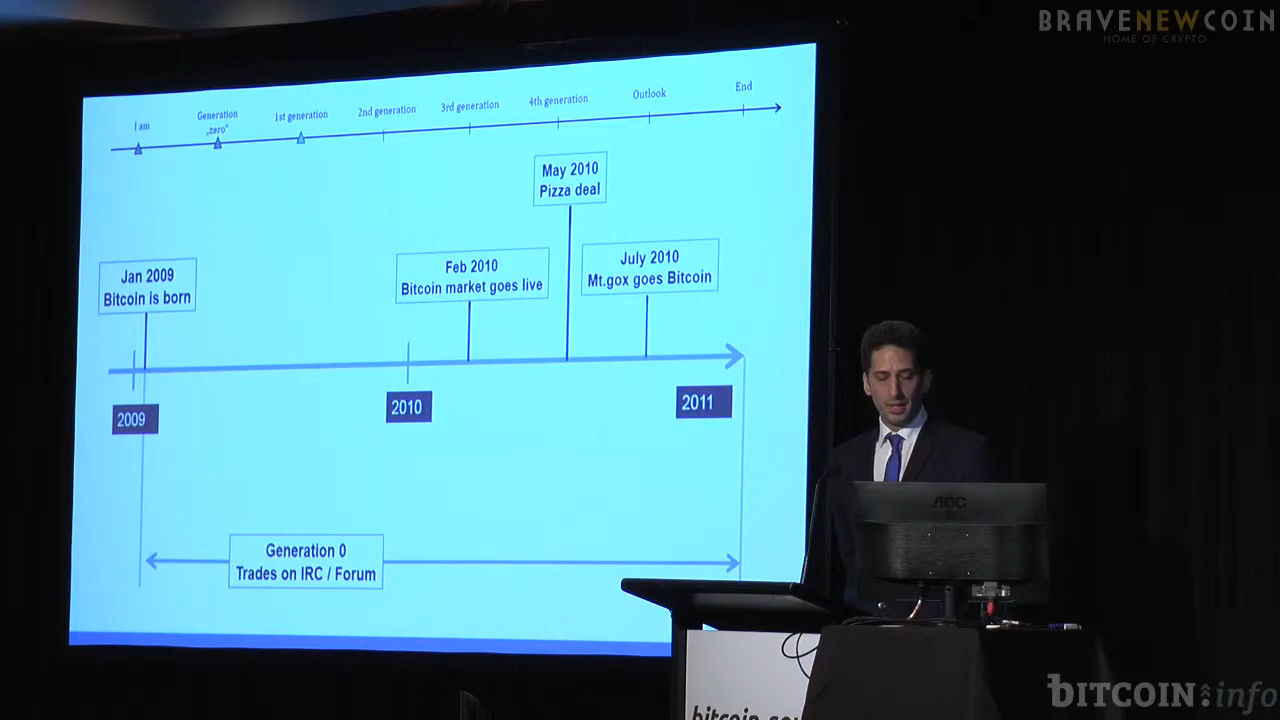 BRAVENEWCOIN
HOME OF CRYPTO
I am
Generation
„zero"
1st generation
2nd generation
3rd generation
4th generation
Outlook
End
May 2010
Pizza deal
Jan 2009
Bitcoin is born
Feb 2010
Bitcoin market goes live
July 2010
Mt.gox goes Bitcoin
2009
2010
2011
Generation 0
Trades on IRC / Forum
AOC
bitcoin
BITCOIN info